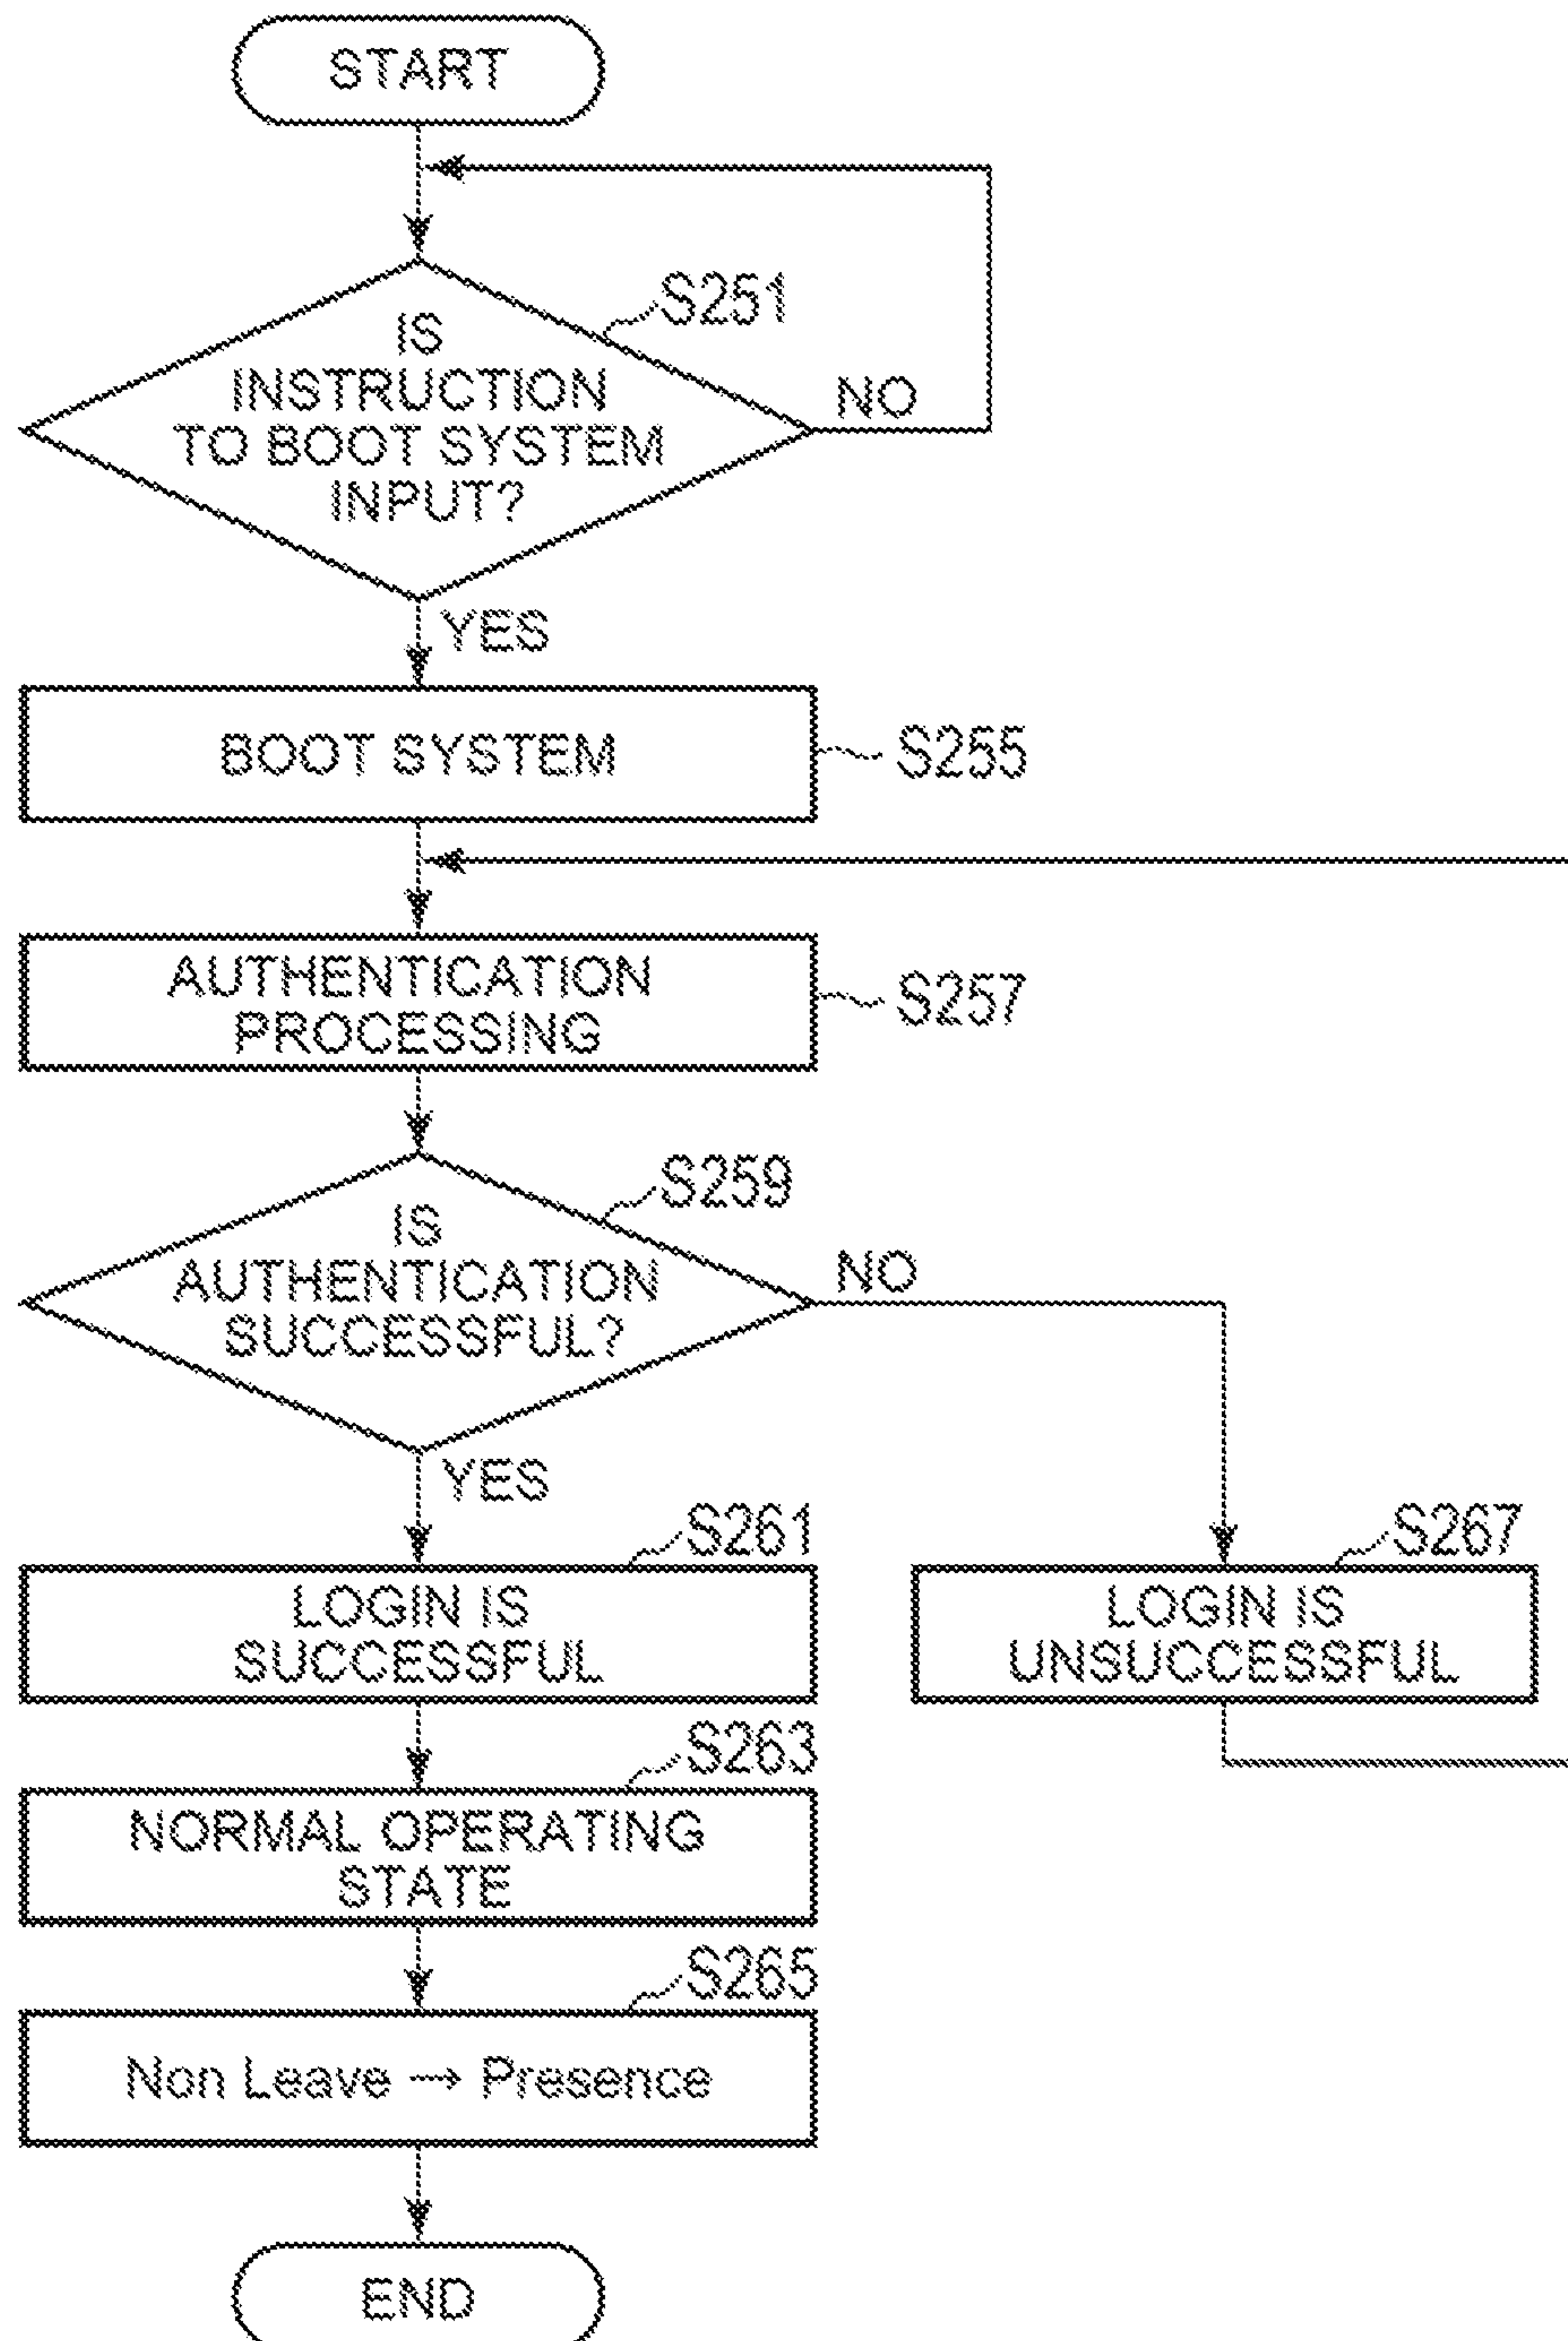 START
S251
IS
INSTRUCTION
TO BOOT SYSTEM
INPUT?
NO
YES
BOOT SYSTEM
S255
AUTHENTICATION
PROCESSING
S257
S259
IS
AUTHENTICATION
SUCCESSFUL?
NO
YES
S261
LOGIN IS
SUCCESSFUL
S267
LOGIN IS
UNSUCCESSFUL
S263
NORMAL OPERATING
STATE
S265
Non Leave → Presence
END